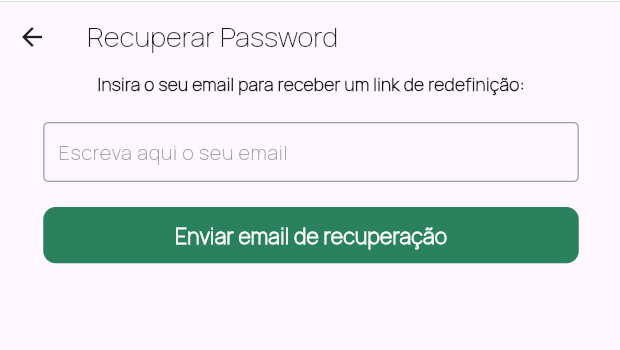 Recuperar Password
Insira o seu email para receber um link de redefinição:
Escreva aqui o seu email
Enviar email de recuperação